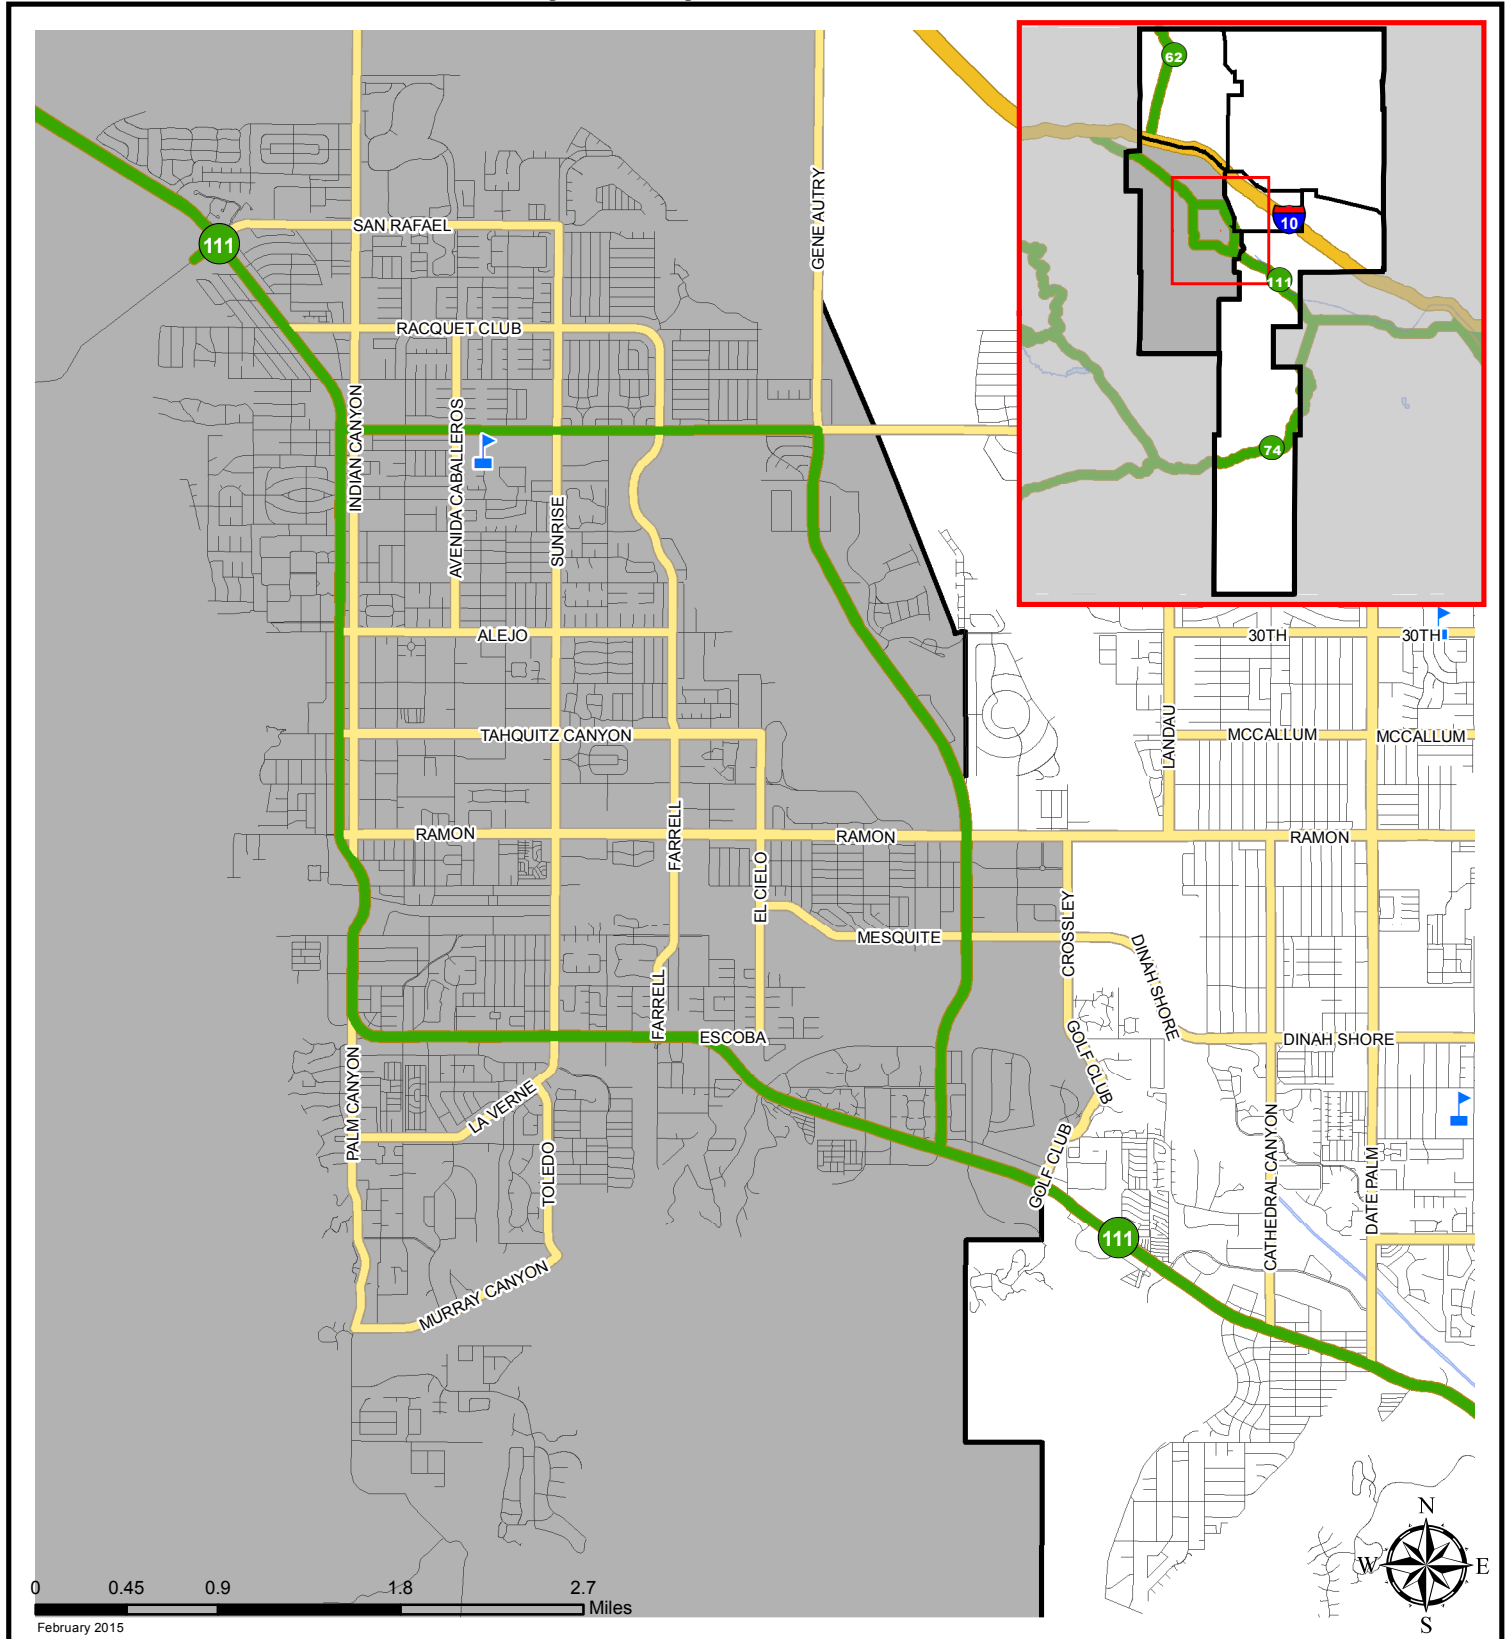 62
10
111
74
111
SAN RAFAEL
GENE AUTRY
RACQUET CLUB
INDIAN CANYON
AVENIDA CABALLEROS
SUNRISE
ALEJO
30TH
30TH
TAHQUITZ CANYON
LANDAU
MCCALLUM
MCCALLUM
RAMON
FARRELL
RAMON
RAMON
EL CIELO
MESQUITE
CROSSLEY
DINAH SHORE
FARRELL
ESCOBA
GOLF CLUB
DINAH SHORE
PALM CANYON
LA VERNE
TOLEDO
GOLF CLUB
CATHEDRAL CANYON
DATE PALM
111
MURRAY CANYON
N
W
E
S
0
0.45
0.9
1.8
2.7
Miles
February 2015